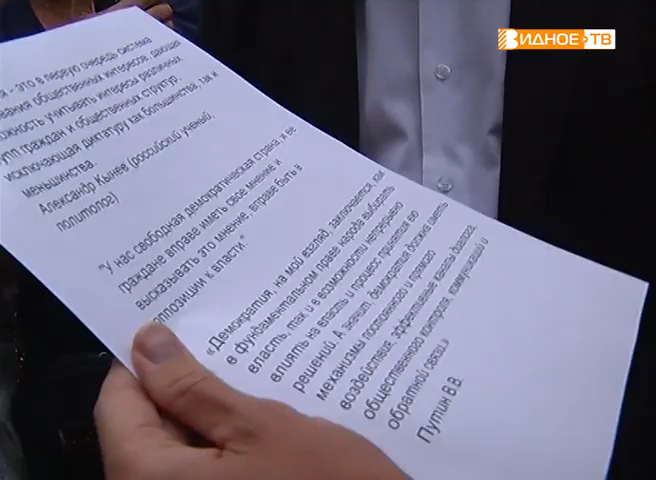 ВИДНОЕ ТВ
я - это в первую очередь система
вания общественных интересов, дающая
можность учитывать интересы различных
упп граждан и общественных структур,
исключающая диктатуру как большинства, так и
меньшинства.
Александр Кынев (российский ученый,
политолог)
"У нас свободная демократическая страна, и её
граждане вправе иметь свое мнение и
высказывать это мнение, вправе быть в
оппозиции к власти."
«Демократия, на мой взгляд, заключается, как
в фундаментальном праве народа выбирать
власть, так и в возможности непрерывно
влиять на власть и процесс принятия ею
решений. А значит, демократия должна иметь
механизмы постоянного и прямого
воздействия, эффективные каналы диалога,
общественного контроля, коммуникаций и
обратной связи.»
Путин В.В.